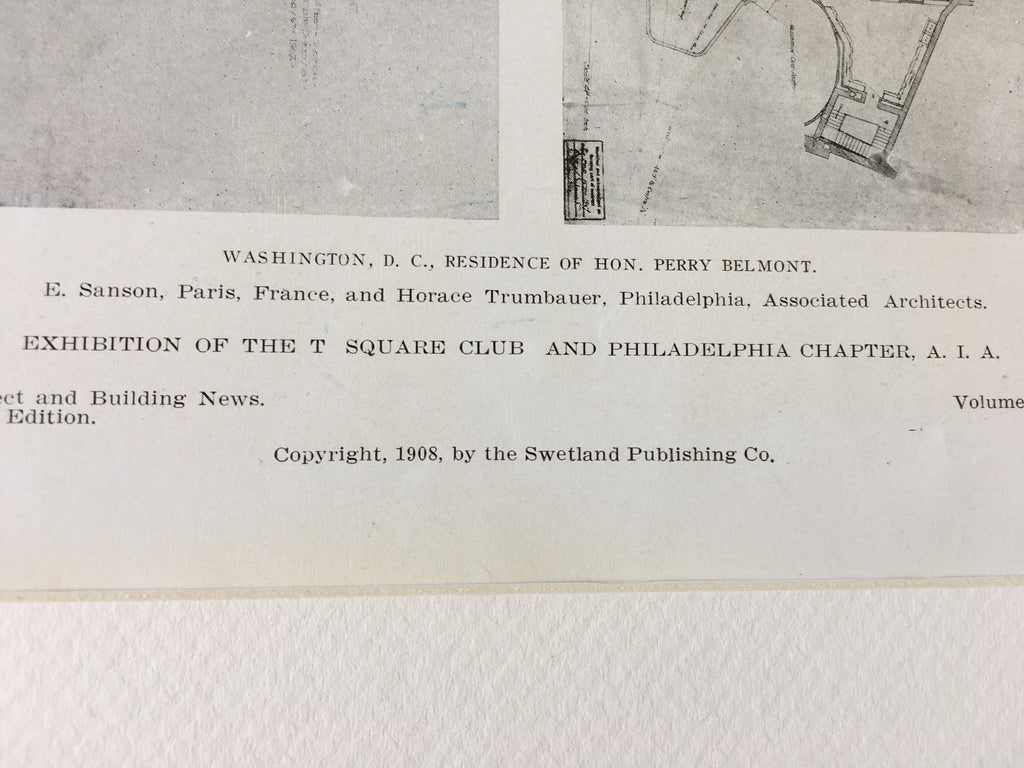 WASHINGTON, D. C., RESIDENCE OF HON. PERRY BELMONT.
E. Sanson, Paris, France, and Horace Trumbauer, Philadelphia, Associated Architects.
EXHIBITION OF THE T SQUARE CLUB AND PHILADELPHIA CHAPTER, A. I. A.
ect and Building News.
Edition.
Volume
Copyright, 1908, by the Swetland Publishing Co.